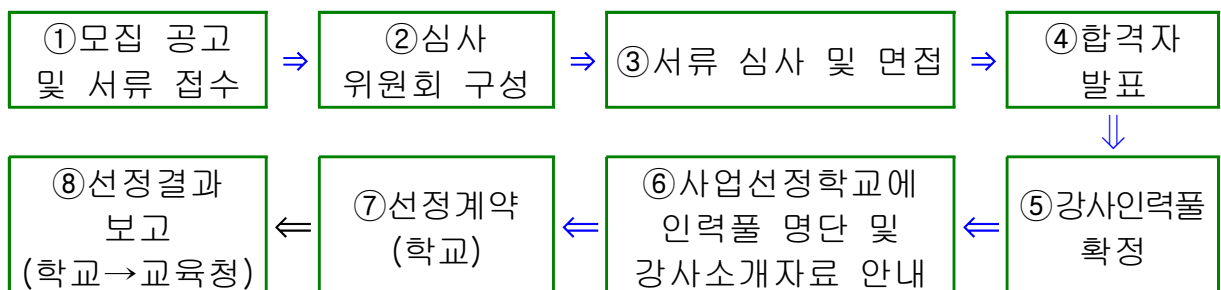 ①모집 공고
및 서류 접수
⇒
②심사
위원회 구성
⇒
③서류 심사 및 면접
⇒
④합격자
발표
⇓
⑤강사인력풀
확정
⇐
⑥사업선정학교에
인력풀 명단 및
강사소개자료 안내
⇐
⑦선정계약
(학교)
⇐
⑧선정결과
보고
(학교→교육청)